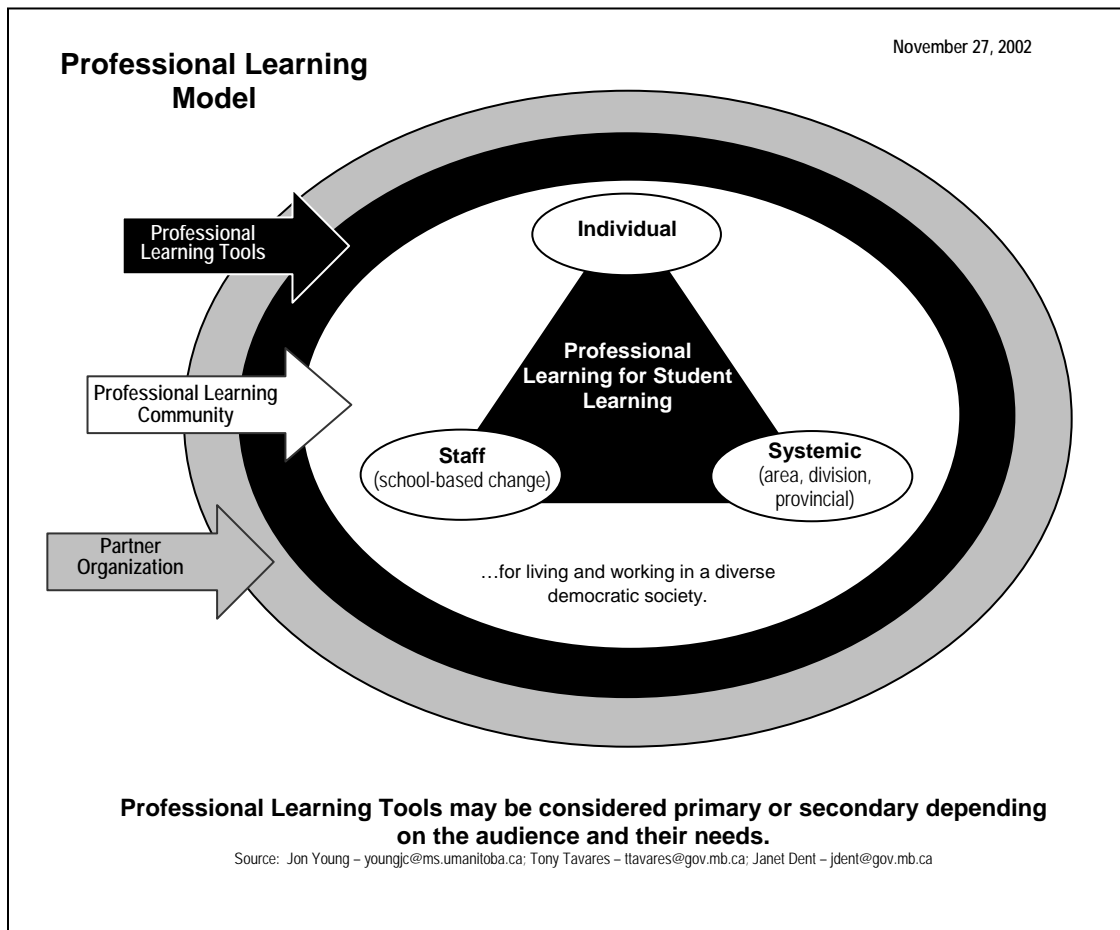 November 27, 2002
Professional Learning
Model
Professional
Learning Tools
Individual
Professional
Learning for Student
Learning
Professional Learning
Community
Staff
(school-based change)
Systemic
(area, division,
provincial)
Partner
Organization
…for living and working in a diverse
democratic society.
Professional Learning Tools may be considered primary or secondary depending
on the audience and their needs.
Source: Jon Young – youngjc@ms.umanitoba.ca; Tony Tavares – ttavares@gov.mb.ca; Janet Dent – jdent@gov.mb.ca